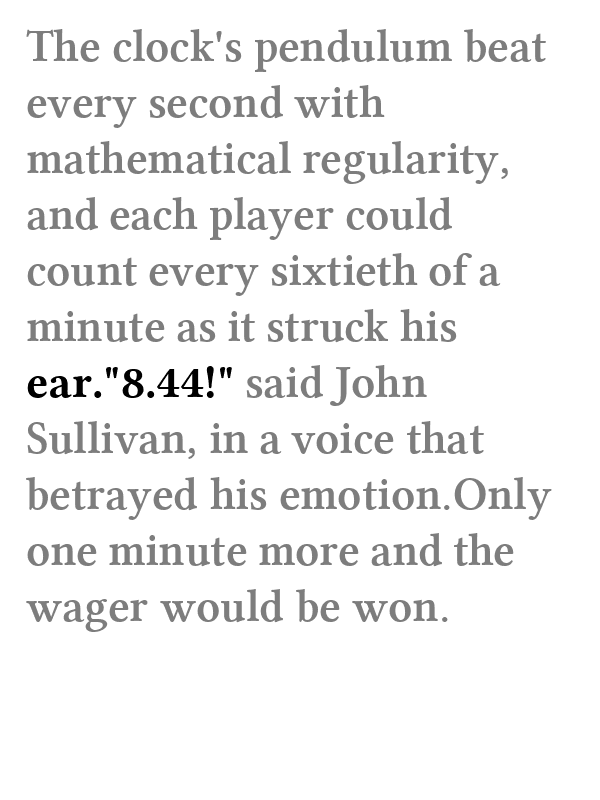 The clock's pendulum beat
every second with
mathematical regularity,
and each player could
count every sixtieth of a
minute as it struck his
ear."8.44!" said John
Sullivan, in a voice that
betrayed his emotion.Only
one minute more and the
wager would be won.